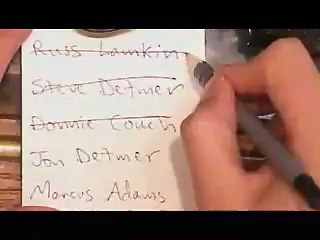 Russ Lamkin
Steve Detmer
Donnie Couch
Jon Detmer
Marcus Adams